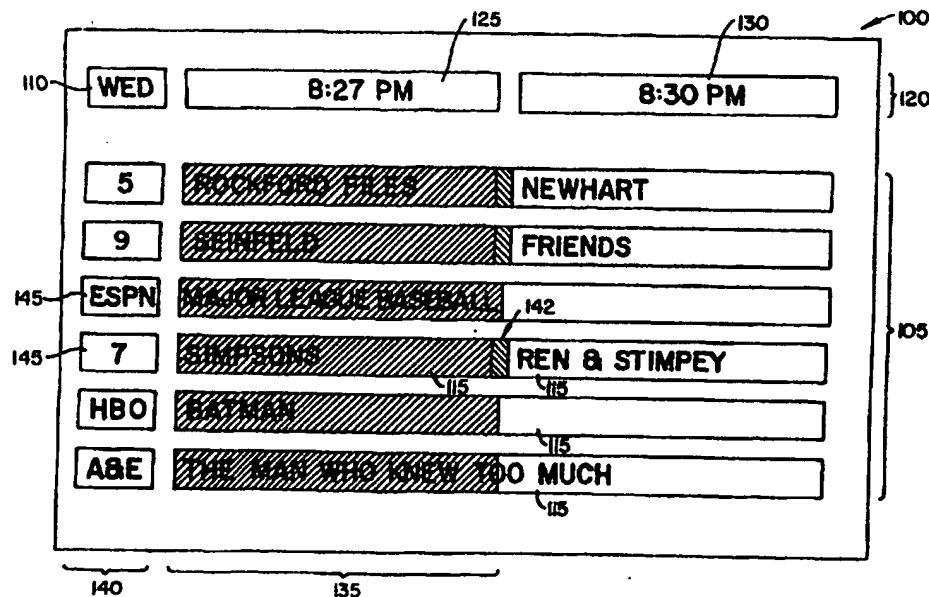 125 130 100
110 WED 8:27 PM 8:30 PM 120
5 ROCKFORD FILES NEWHART
9 SEINFELD FRIENDS
145 ESPN MAJOR LEAGUE BASEBALL 142 105
145 7 SIMPSONS REN & STIMPEY
115 115
HBO BATMAN
115
A&E THE MAN WHO KNEW TOO MUCH
115
140 135